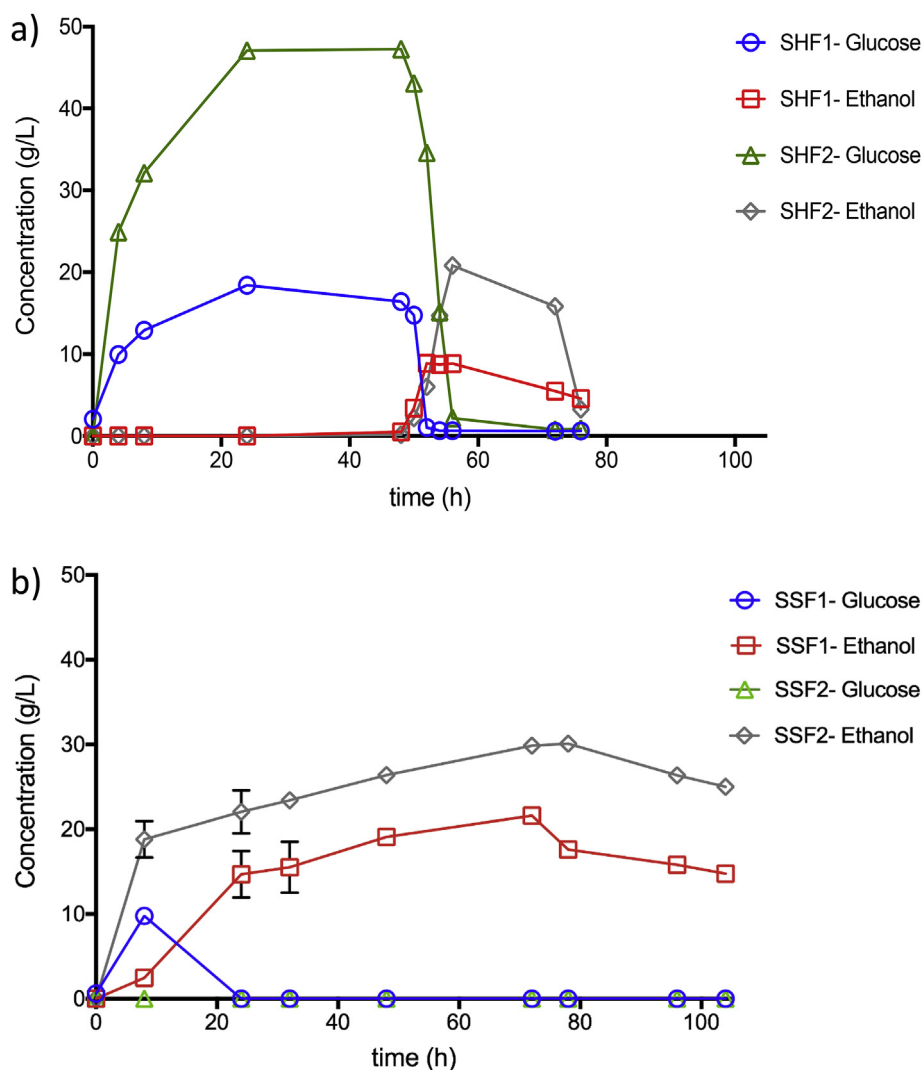 a)
50
40
30
20
10
0
Concentration (g/L)
0 20 40 60 80 100
time (h)
SHF1- Glucose
SHF1- Ethanol
SHF2- Glucose
SHF2- Ethanol
b)
50
40
30
20
10
0
Concentration (g/L)
0 20 40 60 80 100
time (h)
SSF1- Glucose
SSF1- Ethanol
SSF2- Glucose
SSF2- Ethanol